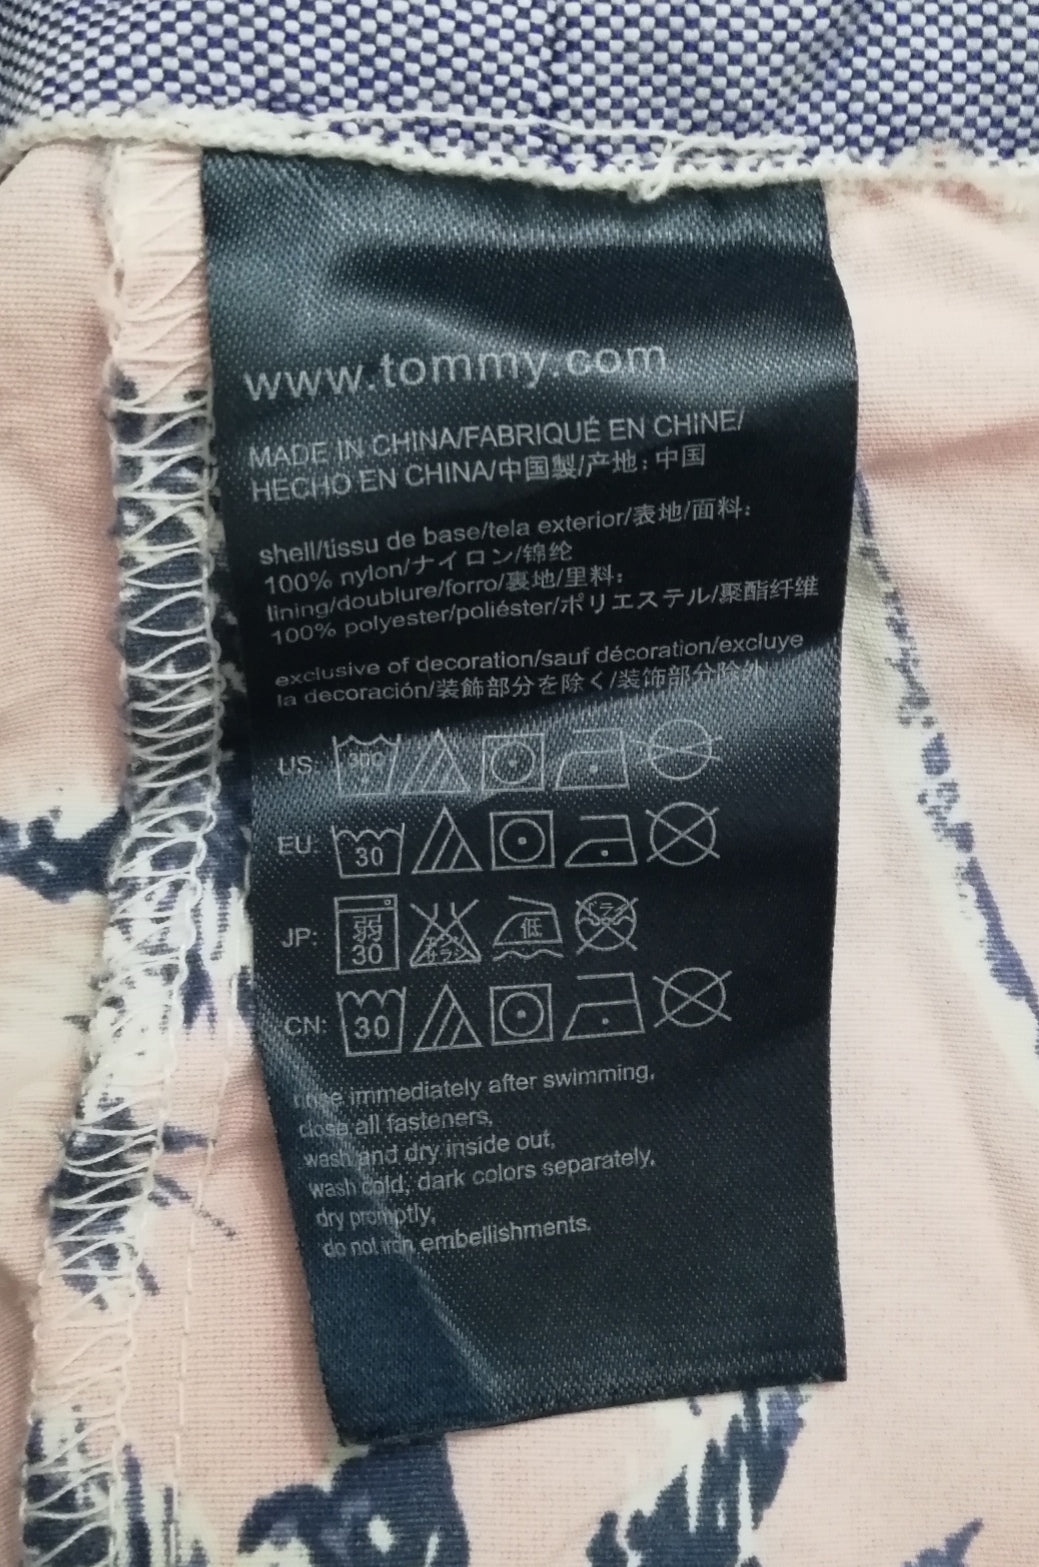 www.tommy.com
MADE IN CHINA/FABRIQUÉ EN CHINE/
HECHO EN CHINA/中国製/产地: 中国
shell/tissu de base/tela exterior/表地/面料:
100% nylon/ナイロン/锦纶
lining/doublure/forro/裏地/里料:
100% polyester/poliéster/ポリエステル/聚酯纤维
exclusive of decoration/sauf décoration/excluye
la decoración/装飾部分を除く/装饰部分除外
US:
EU: 30
JP: 弱 30 低
CN: 30
rinse immediately after swimming,
close all fasteners,
wash and dry inside out,
wash cold, dark colors separately,
dry promptly,
do not iron embellishments.